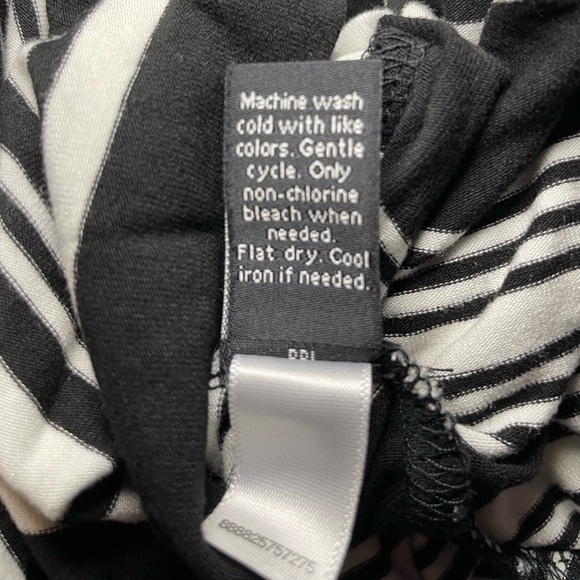 Machine wash
cold with like
colors. Gentle
cycle. Only
non-chlorine
bleach when
needed.
Flat dry. Cool
iron if needed.
888825757275